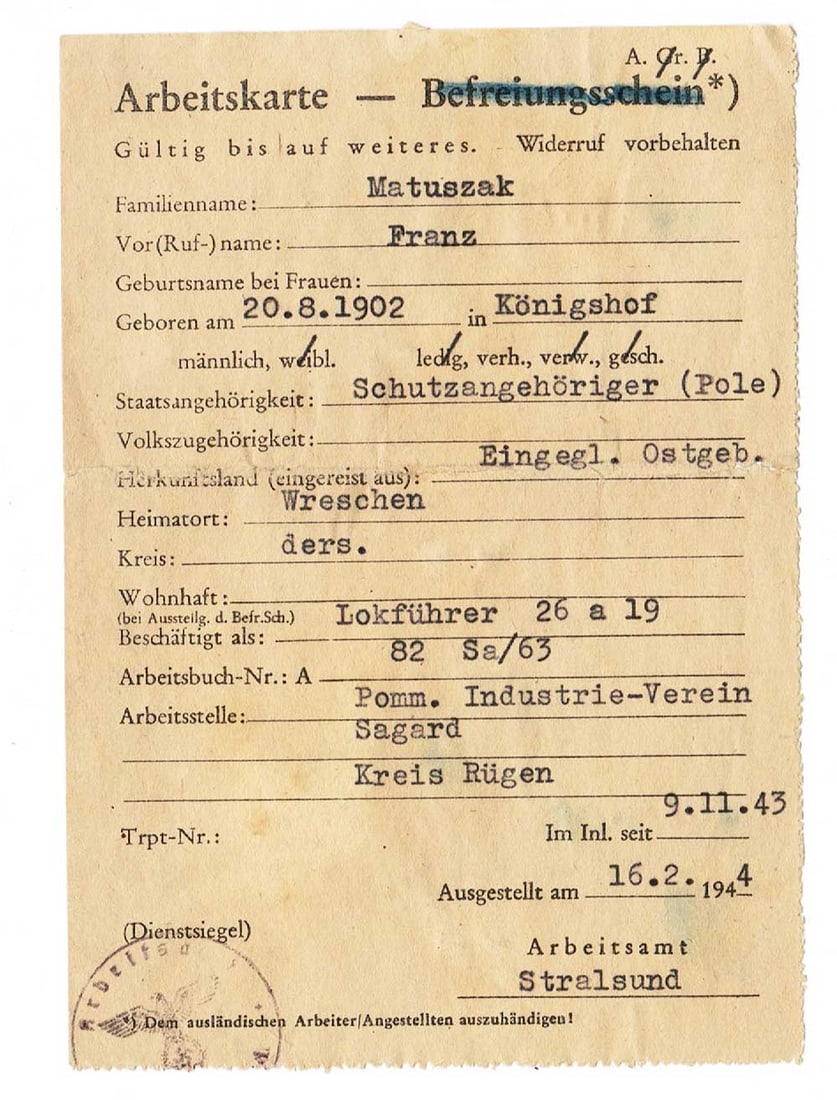 A. Gr. P.
Arbeitskarte — Befreiungsschein*)
Gültig bis auf weiteres. Widerruf vorbehalten
Familienname: Matuszak
Vor(Ruf-)name: Franz
Geburtsname bei Frauen:
Geboren am 20.8.1902 in Königshof
männlich, weibl. ledig, verh., verw., gesch.
Staatsangehörigkeit: Schutzangehöriger (Pole)
Volkszugehörigkeit:
Herkunftsland (eingereist aus): Eingegl. Ostgeb.
Heimatort: Wreschen
Kreis: ders.
Wohnhaft:
(bei Ausstellg. d. Befr.Sch.)
Beschäftigt als: Lokführer 26 a 19
Arbeitsbuch-Nr.: A 82 Sa/63
Arbeitsstelle: Pomm. Industrie-Verein
Sagard
Kreis Rügen
Trpt-Nr.: Im Inl. seit 9.11.43
Ausgestellt am 16.2. 1944
(Dienstsiegel)
Arbeitsamt
Stralsund
*) Dem ausländischen Arbeiter/Angestellten auszuhändigen!